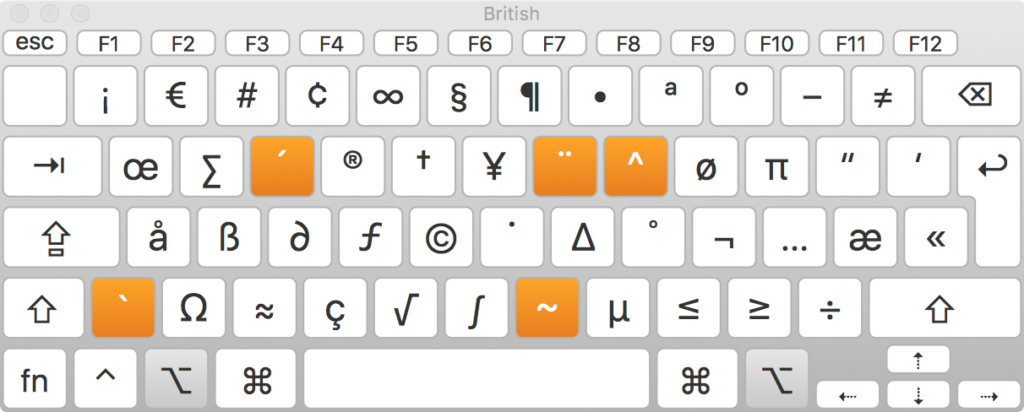 British
esc F1 F2 F3 F4 F5 F6 F7 F8 F9 F10 F11 F12
¡ € # ¢ ∞ § ¶ • ª º – ≠ ⌫
⇥ œ ∑ ´ ® † ¥ ¨ ^ ø π “ ‘ ↩
⇪ å ß ∂ ƒ © ˙ ∆ ˚ ¬ … æ «
⇧ ` Ω ≈ ç √ ∫ ~ µ ≤ ≥ ÷ ⇧
fn ⌃ ⌥ ⌘ ⌘ ⌥ ⇠ ⇡ ⇣ ⇢